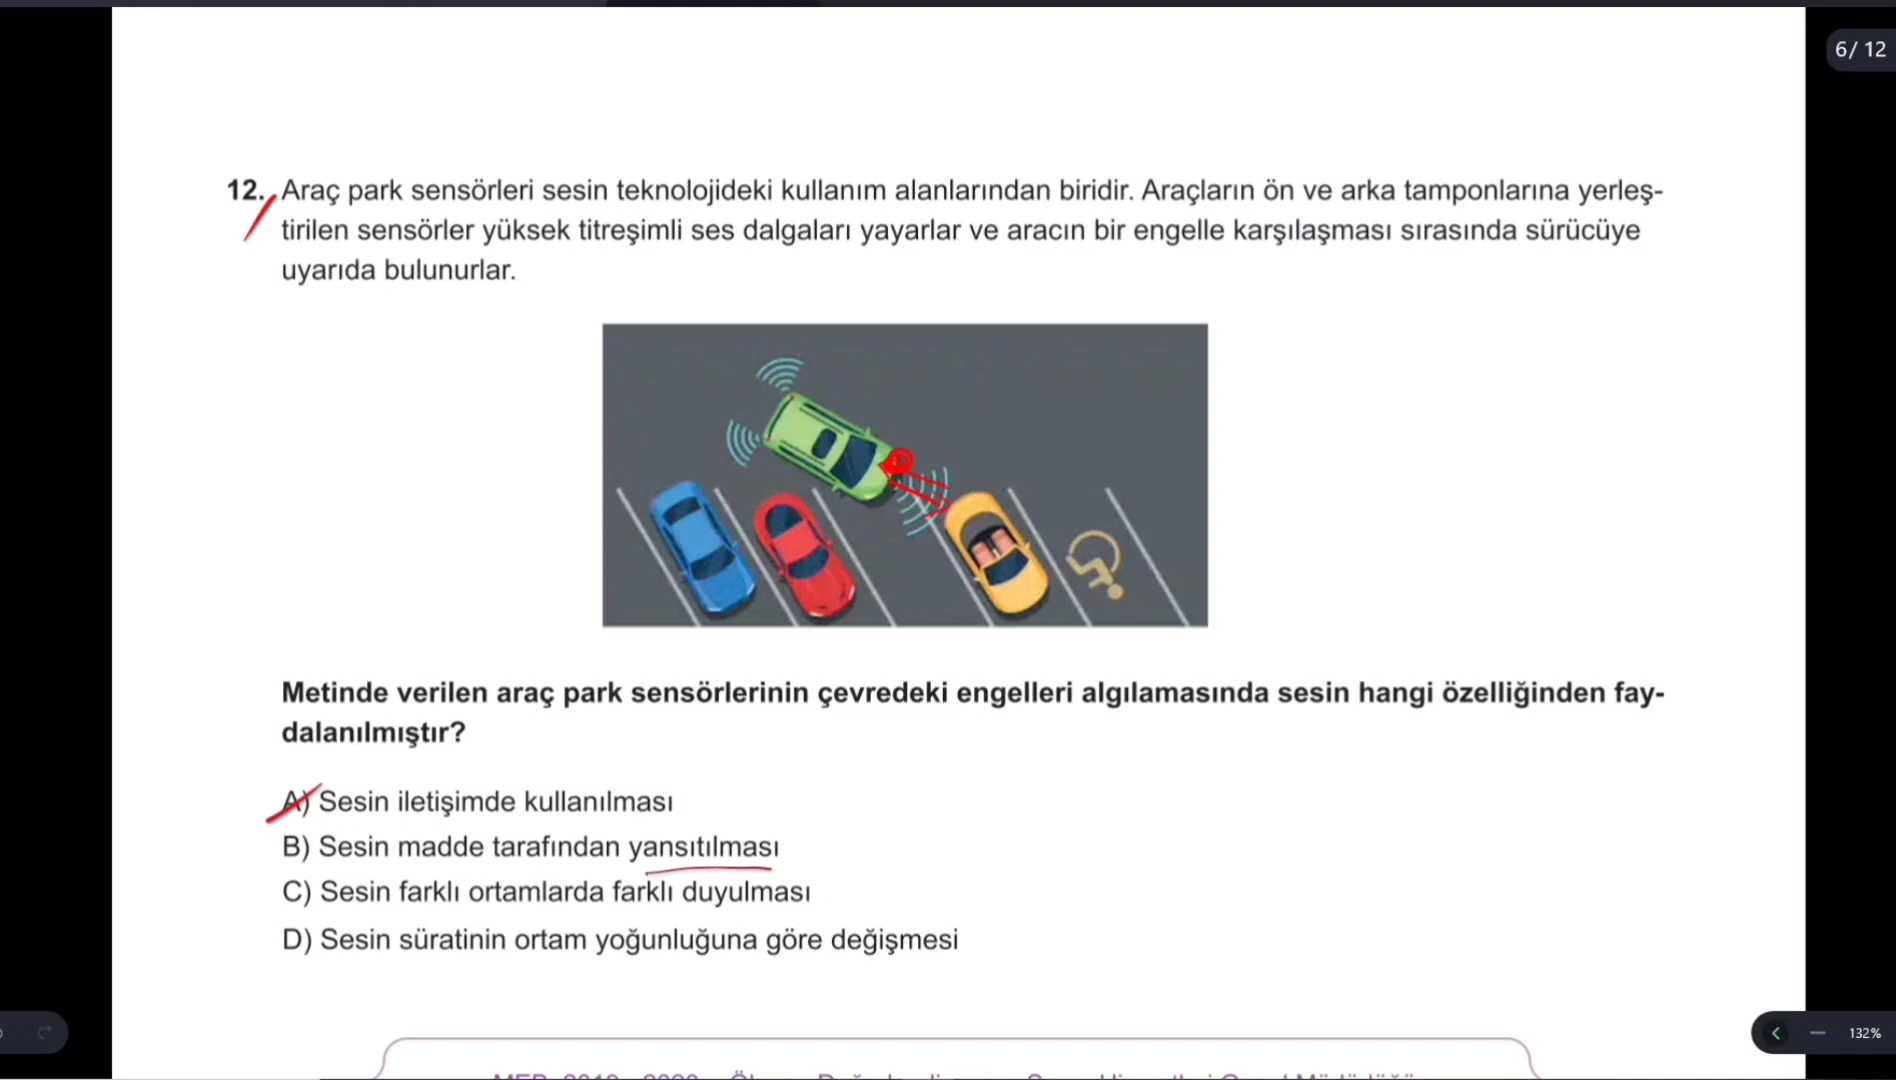 6/ 12
12. Araç park sensörleri sesin teknolojideki kullanım alanlarından biridir. Araçların ön ve arka tamponlarına yerleş-
tirilen sensörler yüksek titreşimli ses dalgaları yayarlar ve aracın bir engelle karşılaşması sırasında sürücüye
uyarıda bulunurlar.
Metinde verilen araç park sensörlerinin çevredeki engelleri algılamasında sesin hangi özelliğinden fay-
dalanılmıştır?
A) Sesin iletişimde kullanılması
B) Sesin madde tarafından yansıtılması
C) Sesin farklı ortamlarda farklı duyulması
D) Sesin süratinin ortam yoğunluğuna göre değişmesi
132%